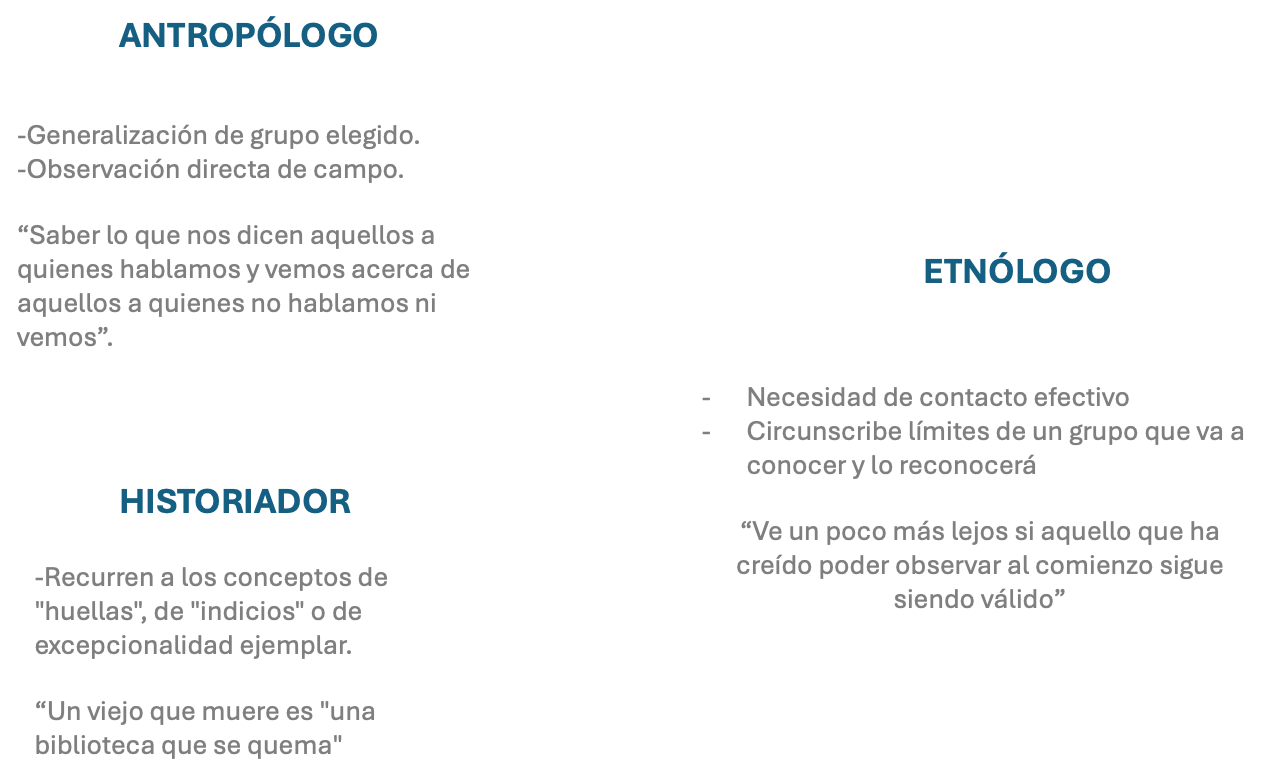 ANTROPÓLOGO
-Generalización de grupo elegido.
-Observación directa de campo.
“Saber lo que nos dicen aquellos a
quienes hablamos y vemos acerca de
aquellos a quienes no hablamos ni
vemos”.
HISTORIADOR
-Recurren a los conceptos de
"huellas", de "indicios" o de
excepcionalidad ejemplar.
“Un viejo que muere es "una
biblioteca que se quema"
ETNÓLOGO
- Necesidad de contacto efectivo
- Circunscribe límites de un grupo que va a
conocer y lo reconocerá
“Ve un poco más lejos si aquello que ha
creído poder observar al comienzo sigue
siendo válido”